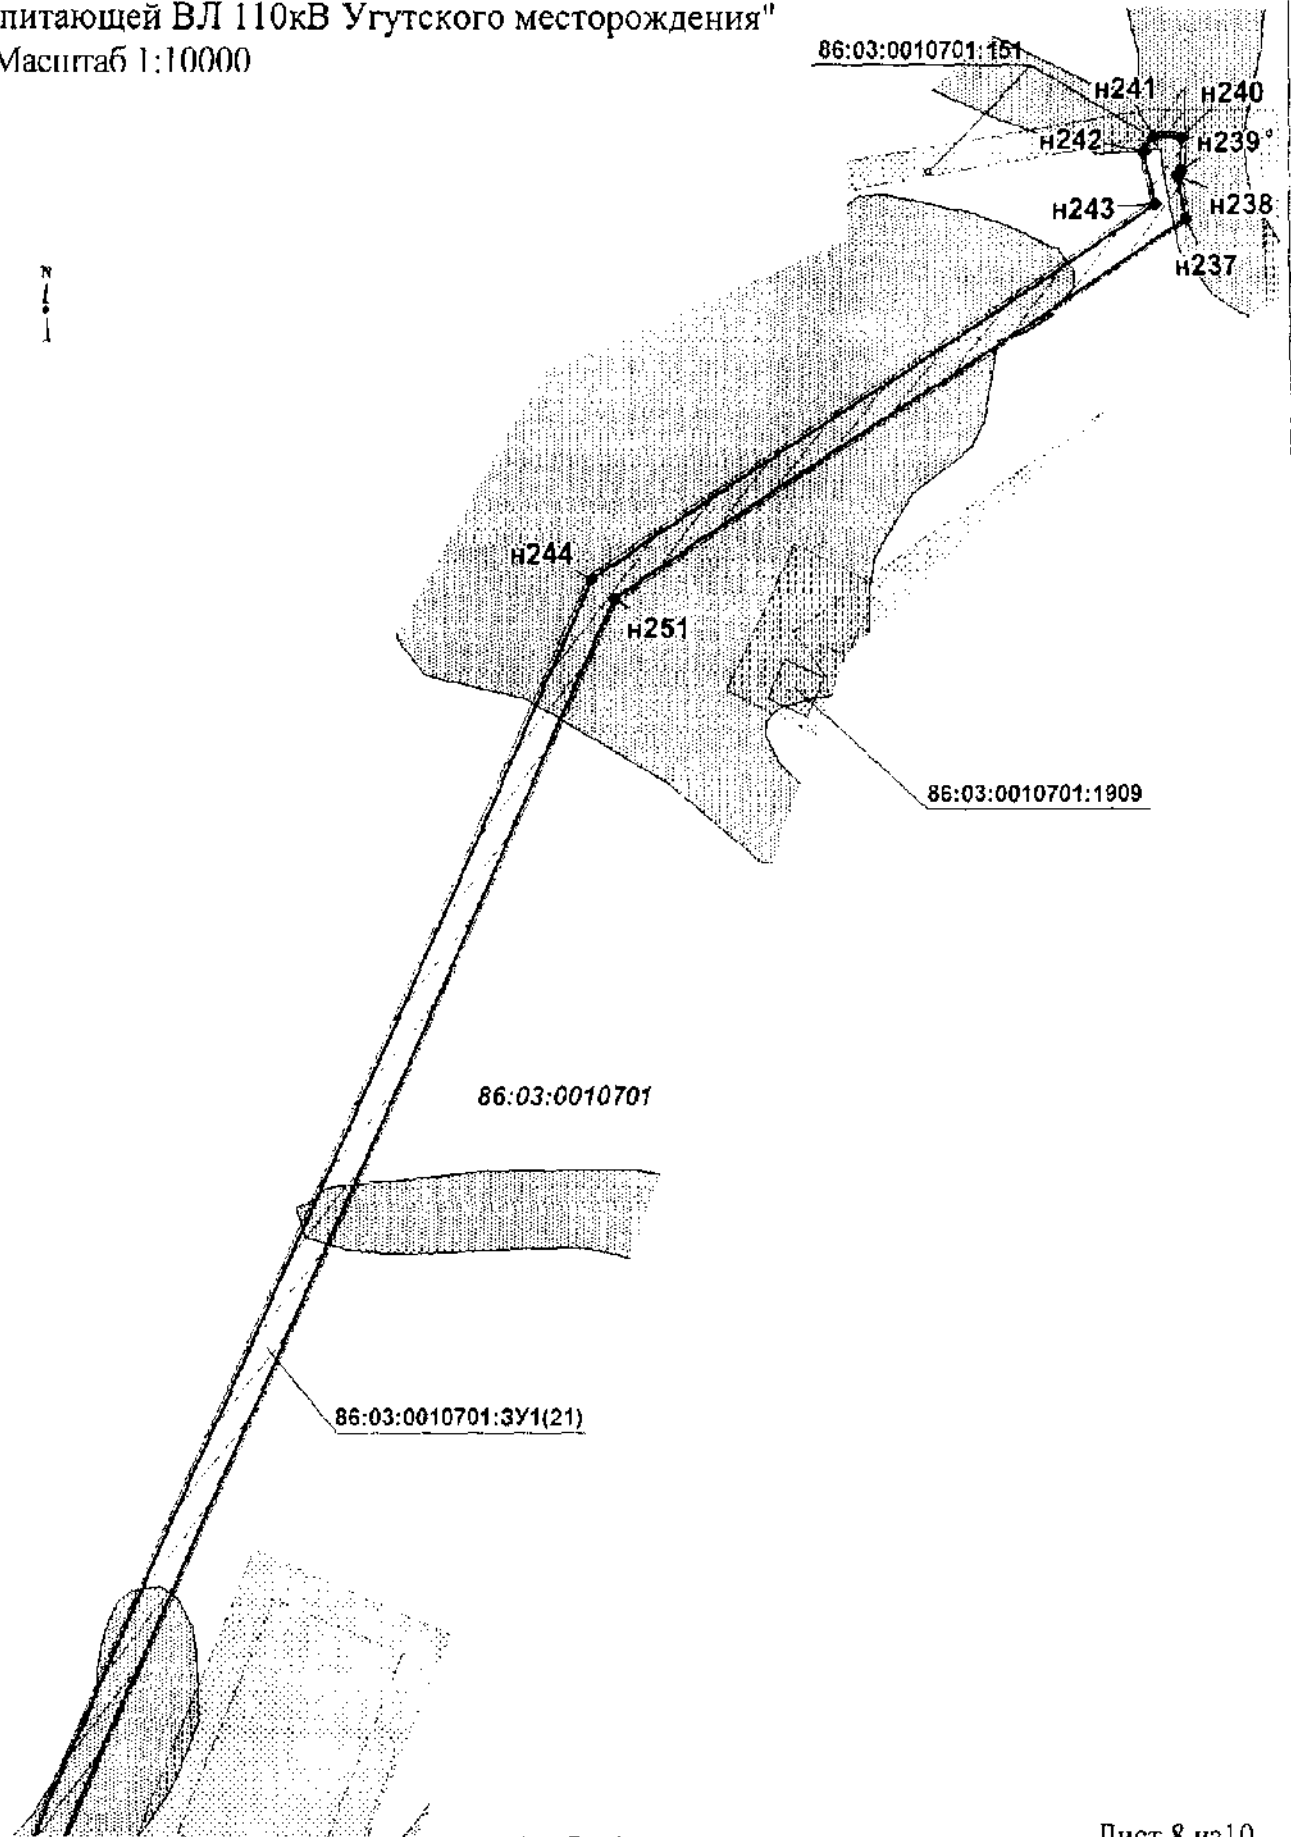 питающей ВЛ 110кВ Угутского месторождения"
Масштаб 1:10000
86:03:0010701:151
н241
н240
н242
н239
н243
н238
н237
N
н244
н251
86:03:0010701:1909
86:03:0010701
86:03:0010701:ЗУ1(21)
Лист 8 из10